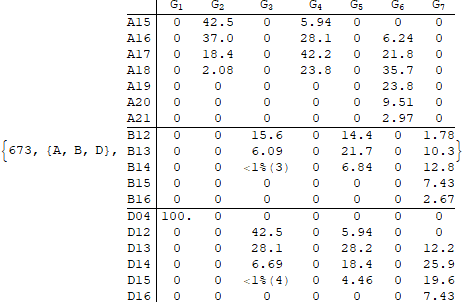 G1 G2 G3 G4 G5 G6 G7
A15 0 42.5 0 5.94 0 0 0
A16 0 37.0 0 28.1 0 6.24 0
A17 0 18.4 0 42.2 0 21.8 0
A18 0 2.08 0 23.8 0 35.7 0
A19 0 0 0 0 0 23.8 0
A20 0 0 0 0 0 9.51 0
A21 0 0 0 0 0 2.97 0
B12 0 0 15.6 0 14.4 0 1.78
{673, {A, B, D}, B13 0 0 6.09 0 21.7 0 10.3 }
B14 0 0 <1%(3) 0 6.84 0 12.8
B15 0 0 0 0 0 0 7.43
B16 0 0 0 0 0 0 2.67
D04 100. 0 0 0 0 0 0
D12 0 0 42.5 0 5.94 0 0
D13 0 0 28.1 0 28.2 0 12.2
D14 0 0 6.69 0 18.4 0 25.9
D15 0 0 <1%(4) 0 4.46 0 19.6
D16 0 0 0 0 0 0 7.43